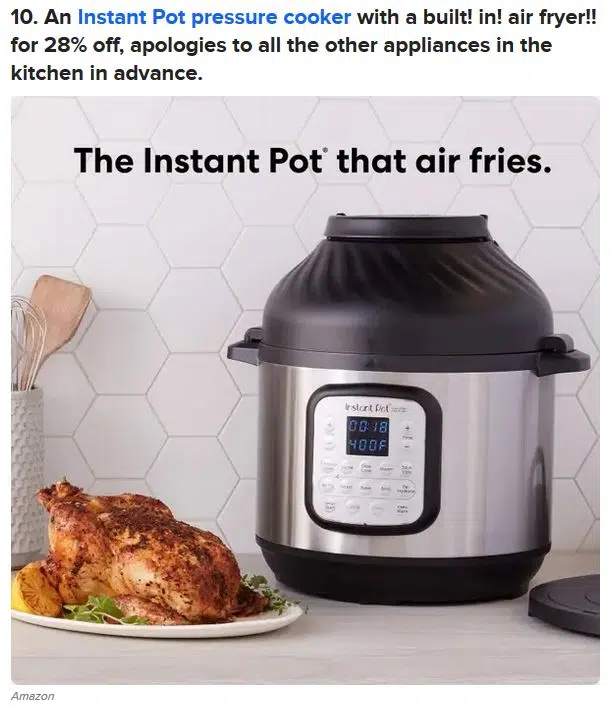 10. An Instant Pot pressure cooker with a built! in! air fryer!!
for 28% off, apologies to all the other appliances in the
kitchen in advance.
The Instant Pot® that air fries.
Instant Pot
00:18
400F
Amazon